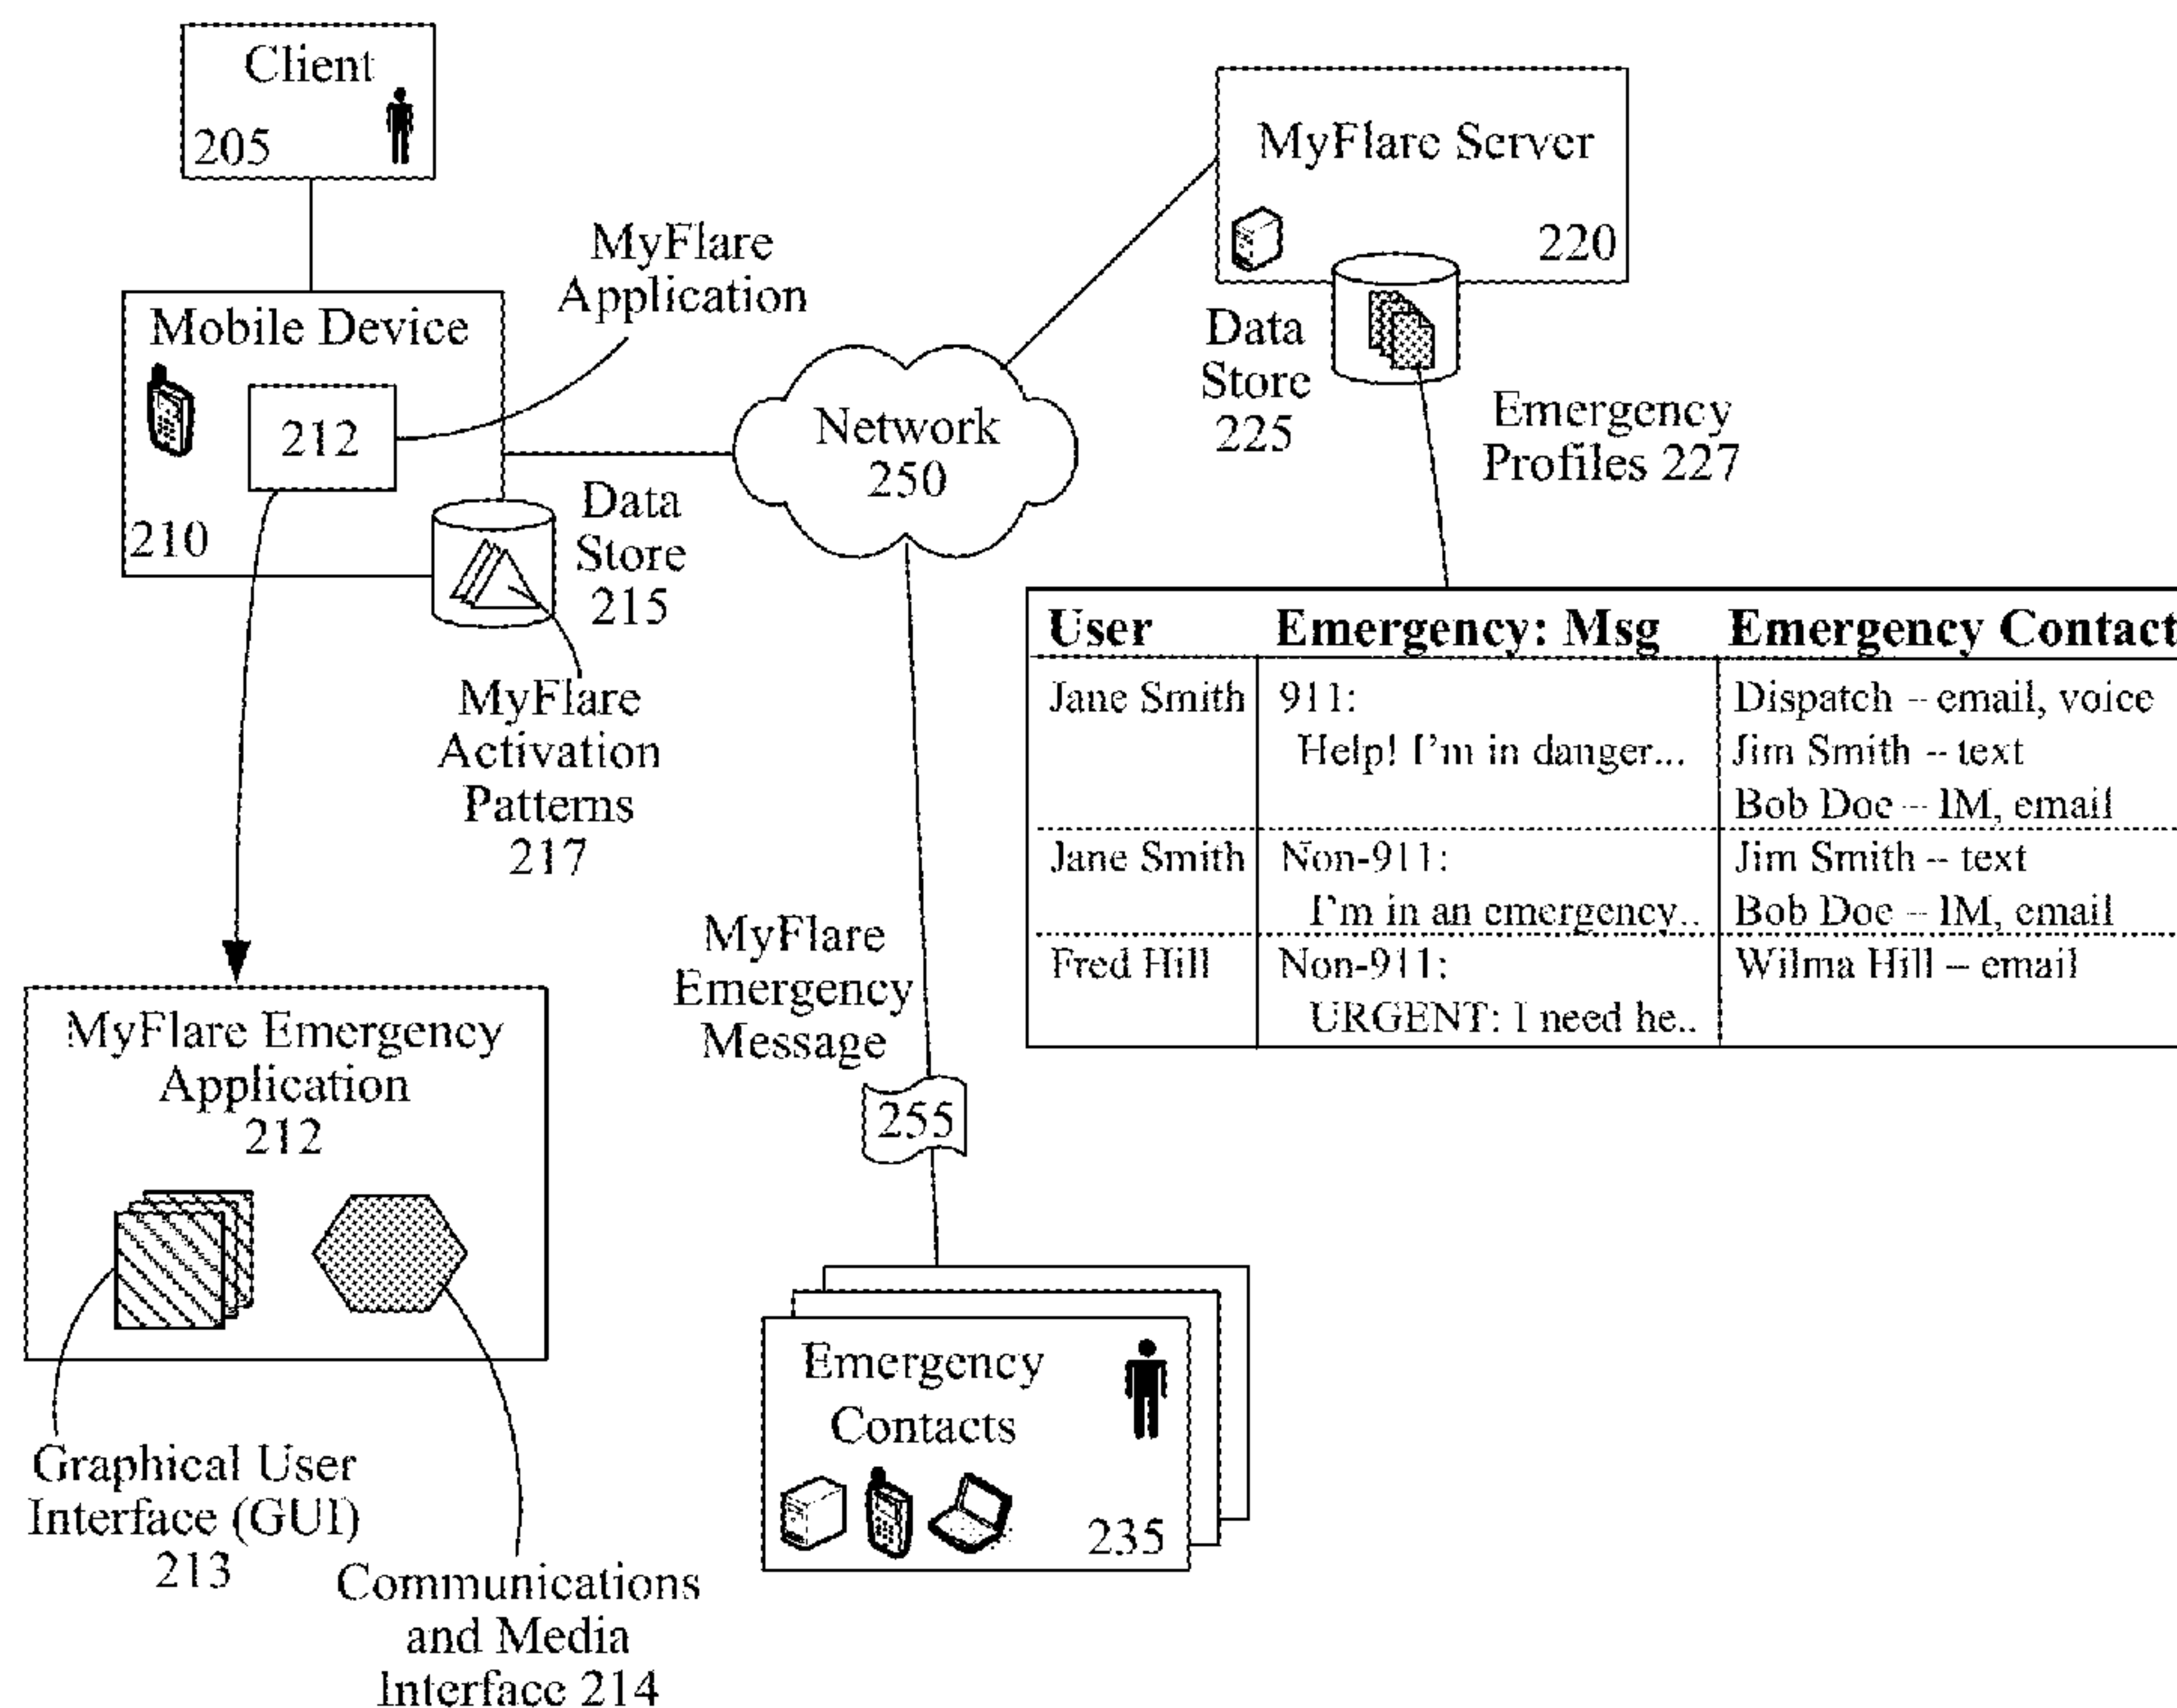 Client
205
MyFlare
Application
Mobile Device
212
210
Data
Store
215
MyFlare
Activation
Patterns
217
Network
250
MyFlare Server
220
Data
Store
225
Emergency
Profiles 227
User Emergency: Msg Emergency Contact
Jane Smith 911: Dispatch -- email, voice
Help! I'm in danger... Jim Smith -- text
Bob Doe -- IM, email
Jane Smith Non-911: Jim Smith -- text
I'm in an emergency.. Bob Doe -- IM, email
Fred Hill Non-911: Wilma Hill -- email
URGENT: I need he..
MyFlare
Emergency
Message
255
MyFlare Emergency
Application
212
Graphical User
Interface (GUI)
213
Communications
and Media
Interface 214
Emergency
Contacts
235